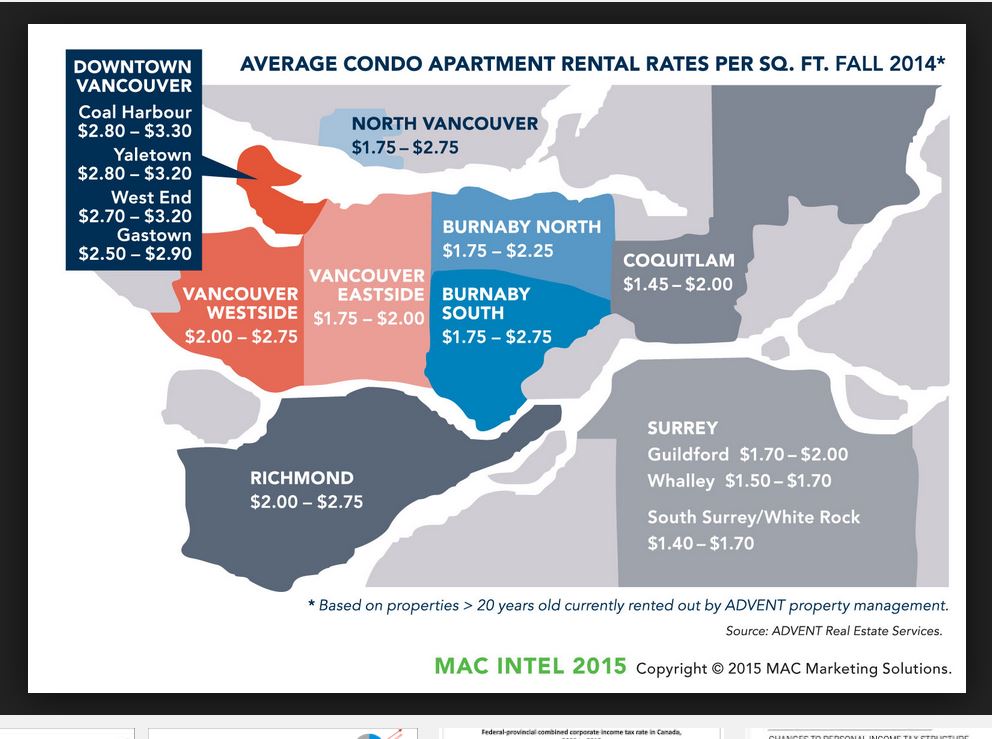 AVERAGE CONDO APARTMENT RENTAL RATES PER SQ. FT. FALL 2014*
DOWNTOWN
VANCOUVER
Coal Harbour
$2.80 – $3.30
Yaletown
$2.80 – $3.20
West End
$2.70 – $3.20
Gastown
$2.50 – $2.90
NORTH VANCOUVER
$1.75 – $2.75
BURNABY NORTH
$1.75 – $2.25
COQUITLAM
$1.45 – $2.00
VANCOUVER
EASTSIDE
$1.75 – $2.00
VANCOUVER
WESTSIDE
$2.00 – $2.75
BURNABY
SOUTH
$1.75 – $2.75
RICHMOND
$2.00 – $2.75
SURREY
Guildford $1.70 – $2.00
Whalley $1.50 – $1.70
South Surrey/White Rock
$1.40 – $1.70
* Based on properties > 20 years old currently rented out by ADVENT property management.
Source: ADVENT Real Estate Services.
MAC INTEL 2015 Copyright © 2015 MAC Marketing Solutions.
Federal-provincial combined corporate income tax rate in Canada,
CHANGES TO PERSONAL INCOME TAX STRUCTURE